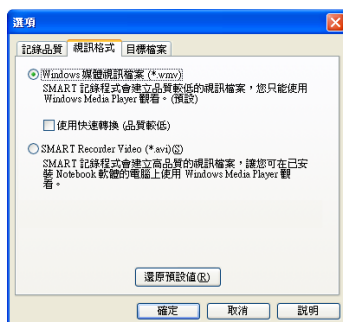 選項
記錄品質 視訊格式 目標檔案
Windows 媒體視訊檔案 (*.wmv)
SMART 記錄程式會建立品質較低的視訊檔案，您只能使用
Windows Media Player 觀看。(預設)
使用快速轉換 (品質較低)
SMART Recorder Video (*.avi)(S)
SMART 記錄程式會建立高品質的視訊檔案，讓您可在已安
裝 Notebook 軟體的電腦上使用 Windows Media Player 觀
看。
還原預設值(R)
確定 取消 説明